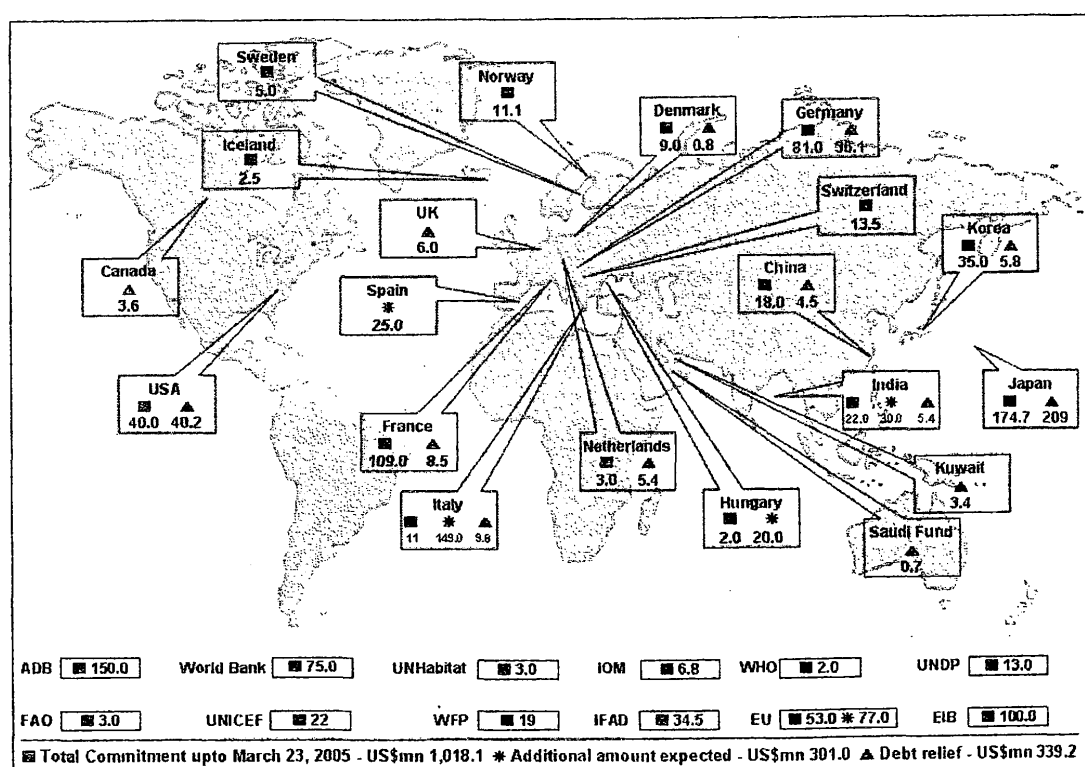 Sweden
5.0
Norway
11.1
Denmark
9.0 0.8
Germany
81.0 36.1
Iceland
2.5
Switzerland
13.5
UK
6.0
Korea
35.0 5.8
Canada
3.6
Spain
25.0
China
18.0 4.5
USA
40.0 40.2
India
22.0 30.0 5.4
Japan
174.7 209
France
109.0 8.5
Netherlands
3.0 5.4
Kuwait
3.4
Italy
11 149.0 9.8
Hungary
2.0 20.0
Saudi Fund
0.7
ADB ■ 150.0 World Bank ■ 75.0 UNHabitat ■ 3.0 IOM ■ 6.8 WHO ■ 2.0 UNDP ■ 13.0
FAO ■ 3.0 UNICEF ■ 22 WFP ■ 19 IFAD ■ 34.5 EU ■ 53.0 * 77.0 EIB ■ 100.0
■ Total Commitment upto March 23, 2005 - US$mn 1,018.1 * Additional amount expected - US$mn 301.0 ▲ Debt relief - US$mn 339.2